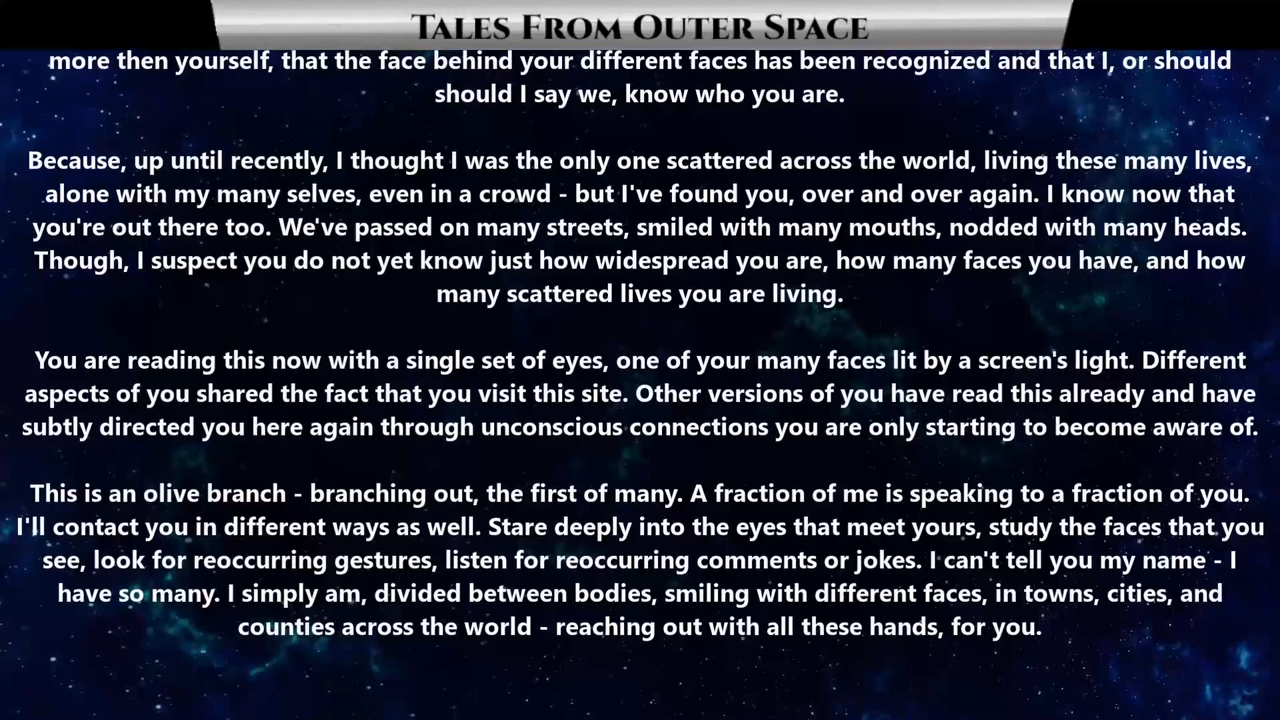 Tales From Outer Space
more then yourself, that the face behind your different faces has been recognized and that I, or should
should I say we, know who you are.
Because, up until recently, I thought I was the only one scattered across the world, living these many lives,
alone with my many selves, even in a crowd - but I've found you, over and over again. I know now that
you're out there too. We've passed on many streets, smiled with many mouths, nodded with many heads.
Though, I suspect you do not yet know just how widespread you are, how many faces you have, and how
many scattered lives you are living.
You are reading this now with a single set of eyes, one of your many faces lit by a screen's light. Different
aspects of you shared the fact that you visit this site. Other versions of you have read this already and have
subtly directed you here again through unconscious connections you are only starting to become aware of.
This is an olive branch - branching out, the first of many. A fraction of me is speaking to a fraction of you.
I'll contact you in different ways as well. Stare deeply into the eyes that meet yours, study the faces that you
see, look for reoccurring gestures, listen for reoccurring comments or jokes. I can't tell you my name - I
have so many. I simply am, divided between bodies, smiling with different faces, in towns, cities, and
counties across the world - reaching out with all these hands, for you.